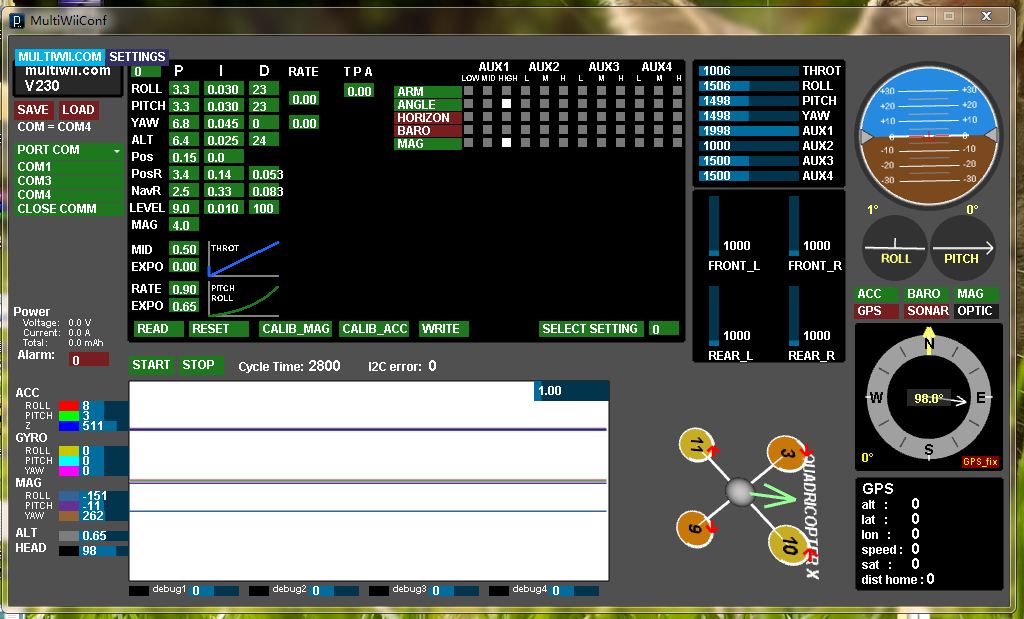 MultiWiiConf
MULTIWII.COM SETTINGS
multiwii.com
V230
SAVE LOAD
COM = COM4
PORT COM
COM1
COM3
COM4
CLOSE COMM
0 P I D RATE T P A
ROLL 3.3 0.030 23
PITCH 3.3 0.030 23
0.00 0.00
YAW 6.8 0.045 0 0.00
ALT 6.4 0.025 24
Pos 0.15 0.0
PosR 3.4 0.14 0.053
NavR 2.5 0.33 0.083
LEVEL 9.0 0.010 100
MAG 4.0
MID 0.50
EXPO 0.00
THROT
RATE 0.90
EXPO 0.65
PITCH
ROLL
AUX1 AUX2 AUX3 AUX4
LOW MID HIGH L M H L M H L M H
ARM
ANGLE
HORIZON
BARO
MAG
READ RESET CALIB_MAG CALIB_ACC WRITE SELECT SETTING 0
1006 THROT
1506 ROLL
1498 PITCH
1498 YAW
1998 AUX1
1000 AUX2
1500 AUX3
1500 AUX4
1000 1000
FRONT_L FRONT_R
1000 1000
REAR_L REAR_R
+30 +30
+20 +20
+10 +10
-10 -10
-20 -20
-30 -30
1° 0°
ROLL PITCH
ACC BARO MAG
GPS SONAR OPTIC
N
W 98.0° E
S
0° GPS_fix
GPS
alt : 0
lat : 0
lon : 0
speed : 0
sat : 0
dist home : 0
Power
Voltage: 0.0 V
Current: 0.0 A
Total: 0.0 mAh
Alarm: 0
START STOP Cycle Time: 2800 I2C error: 0
1.00
ACC
ROLL 8
PITCH 3
Z 511
GYRO
ROLL 0
PITCH 0
YAW 0
MAG
ROLL -151
PITCH -11
YAW 262
ALT 0.65
HEAD 98
debug1 0 debug2 0 debug3 0 debug4 0
11 3
9 10
QUADRICOPTER X